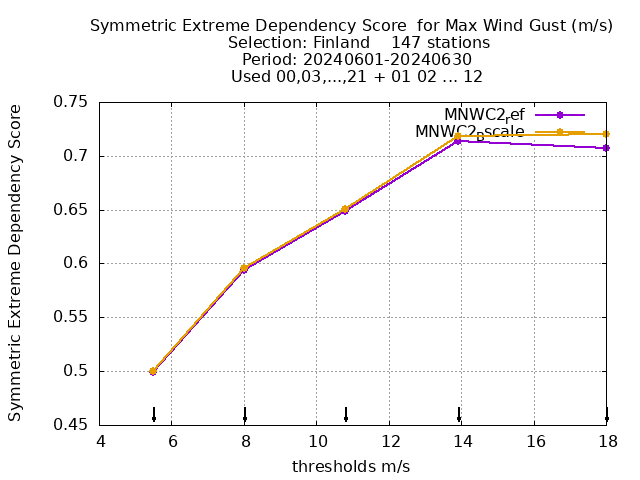 Symmetric Extreme Dependency Score  for Max Wind Gust (m/s)
Selection: Finland    147 stations
Period: 20240601-20240630
Used 00,03,...,21 + 01 02 ... 12
Symmetric Extreme Dependency Score
0.75
0.7
0.65
0.6
0.55
0.5
0.45
MNWC2_ref
MNWC2_Bscale
4 6 8 10 12 14 16 18
thresholds m/s